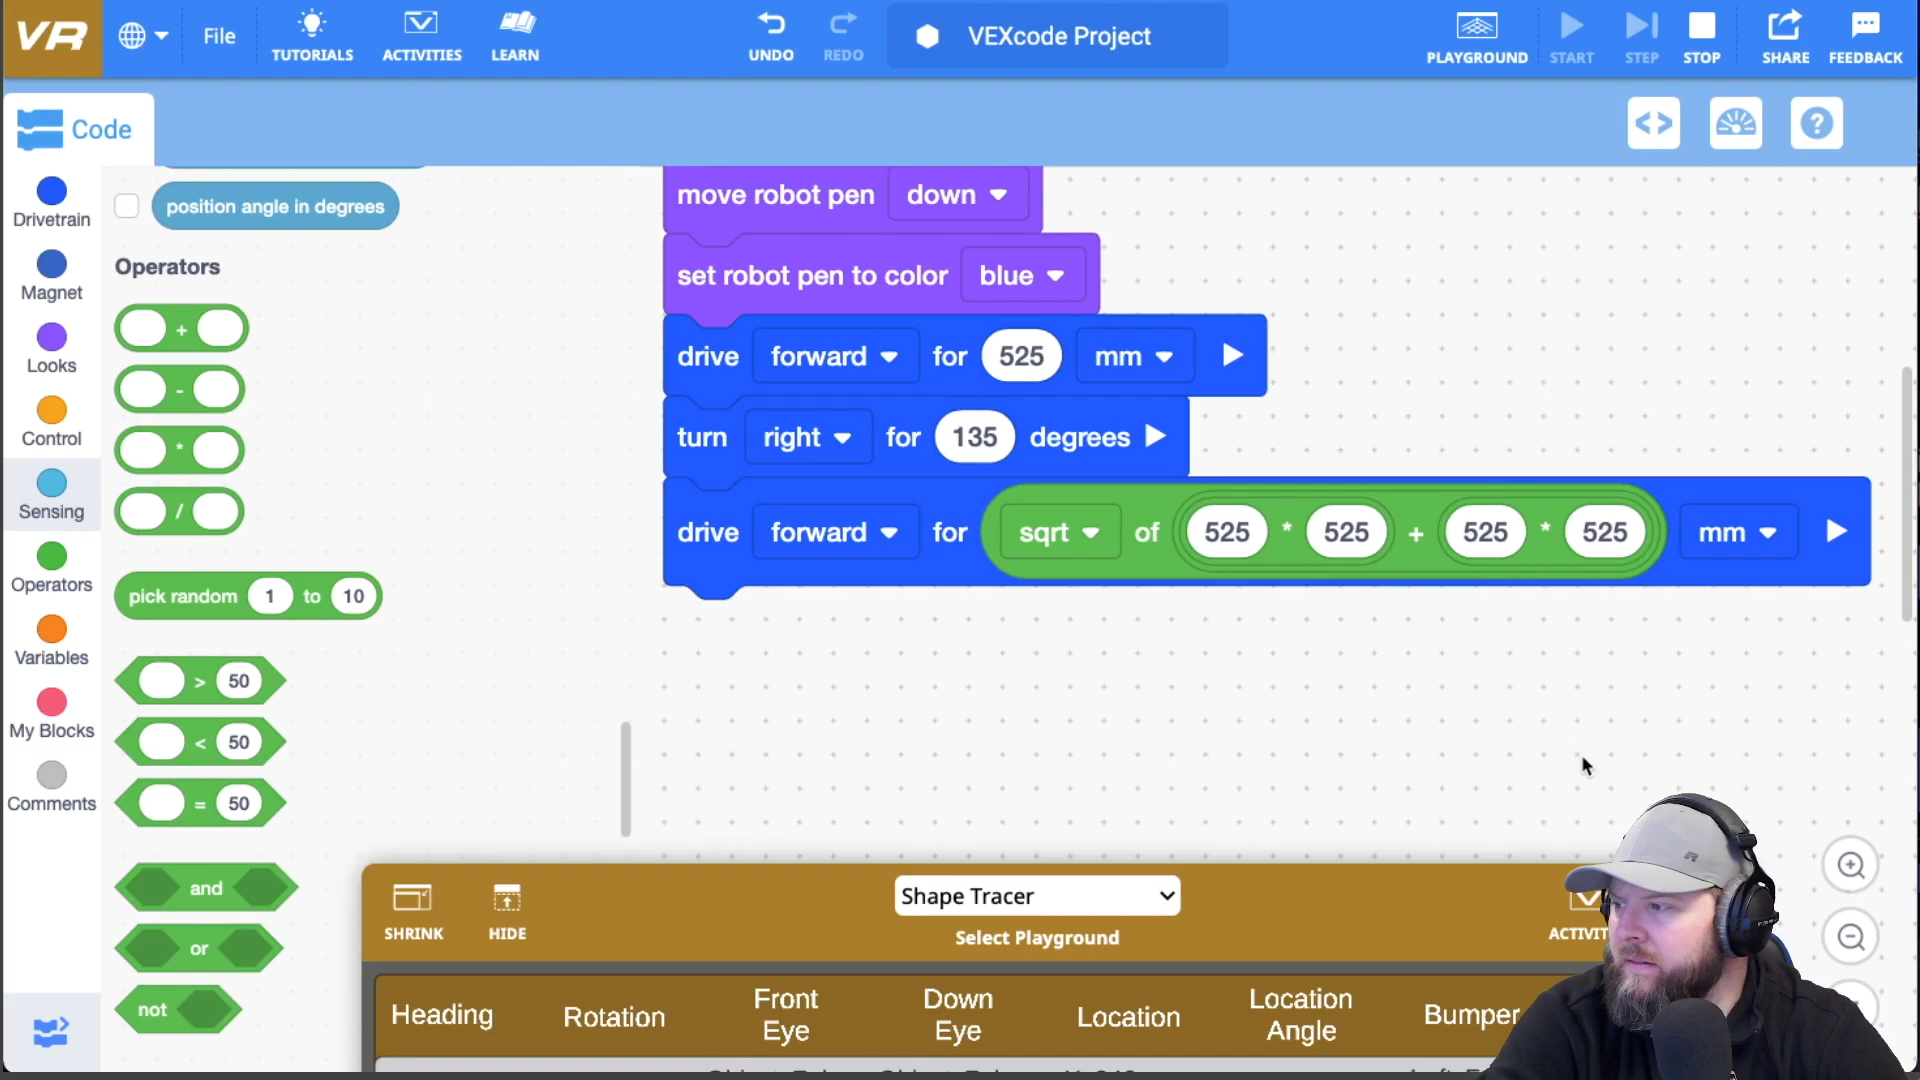 VR
File
TUTORIALS
ACTIVITIES
LEARN
UNDO
REDO
VEXcode Project
PLAYGROUND
START
STEP
STOP
SHARE
FEEDBACK
Code
Drivetrain
Magnet
Looks
Control
Sensing
Operators
Variables
My Blocks
Comments
position angle in degrees
Operators
+
-
*
/
pick random 1 to 10
> 50
< 50
= 50
and
or
not
move robot pen down
set robot pen to color blue
drive forward for 525 mm
turn right for 135 degrees
drive forward for sqrt of 525 * 525 + 525 * 525 mm
SHRINK
HIDE
Shape Tracer
Select Playground
Heading
Rotation
Front
Eye
Down
Eye
Location
Location
Angle
Bumper